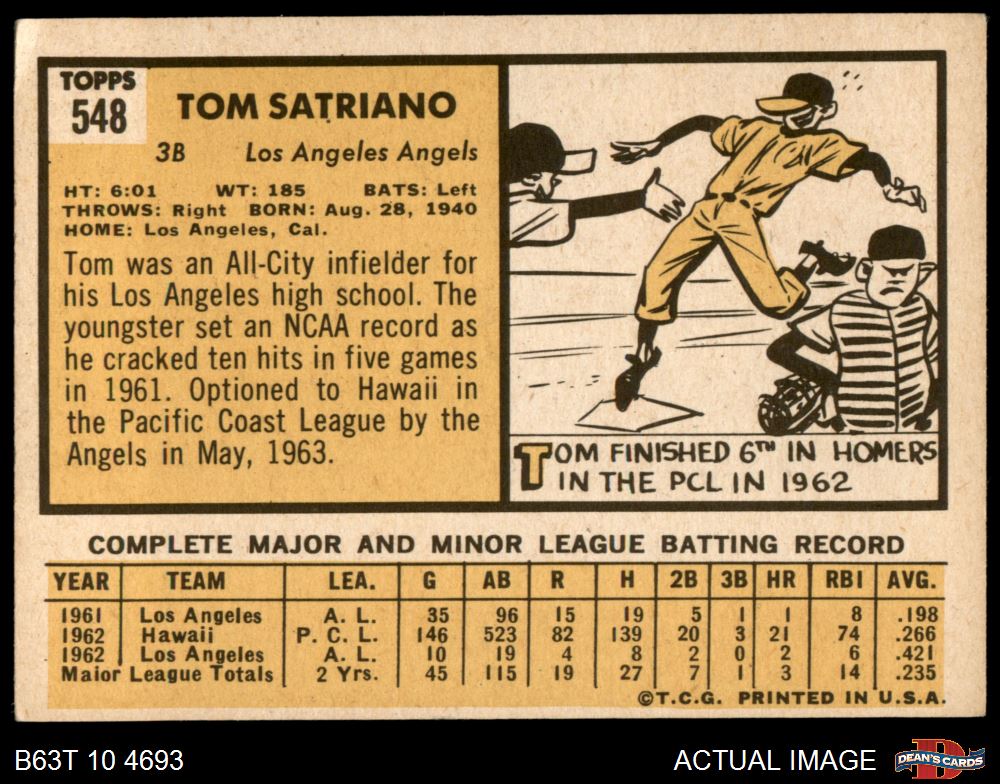 TOPPS
548
TOM SATRIANO
3B Los Angeles Angels
HT: 6:01 WT: 185 BATS: Left
THROWS: Right BORN: Aug. 28, 1940
HOME: Los Angeles, Cal.
Tom was an All-City infielder for
his Los Angeles high school. The
youngster set an NCAA record as
he cracked ten hits in five games
in 1961. Optioned to Hawaii in
the Pacific Coast League by the
Angels in May, 1963.
TOM FINISHED 6TH IN HOMERS
IN THE PCL IN 1962
COMPLETE MAJOR AND MINOR LEAGUE BATTING RECORD
YEAR TEAM LEA. G AB R H 2B 3B HR RBI AVG.
1961 Los Angeles A. L. 35 96 15 19 5 1 1 8 .198
1962 Hawaii P. C. L. 146 523 82 139 20 3 21 74 .266
1962 Los Angeles A. L. 10 19 4 8 2 0 2 6 .421
Major League Totals 2 Yrs. 45 115 19 27 7 1 3 14 .235
©T.C.G. PRINTED IN U.S.A.
B63T 10 4693 ACTUAL IMAGE DEAN'S CARDS